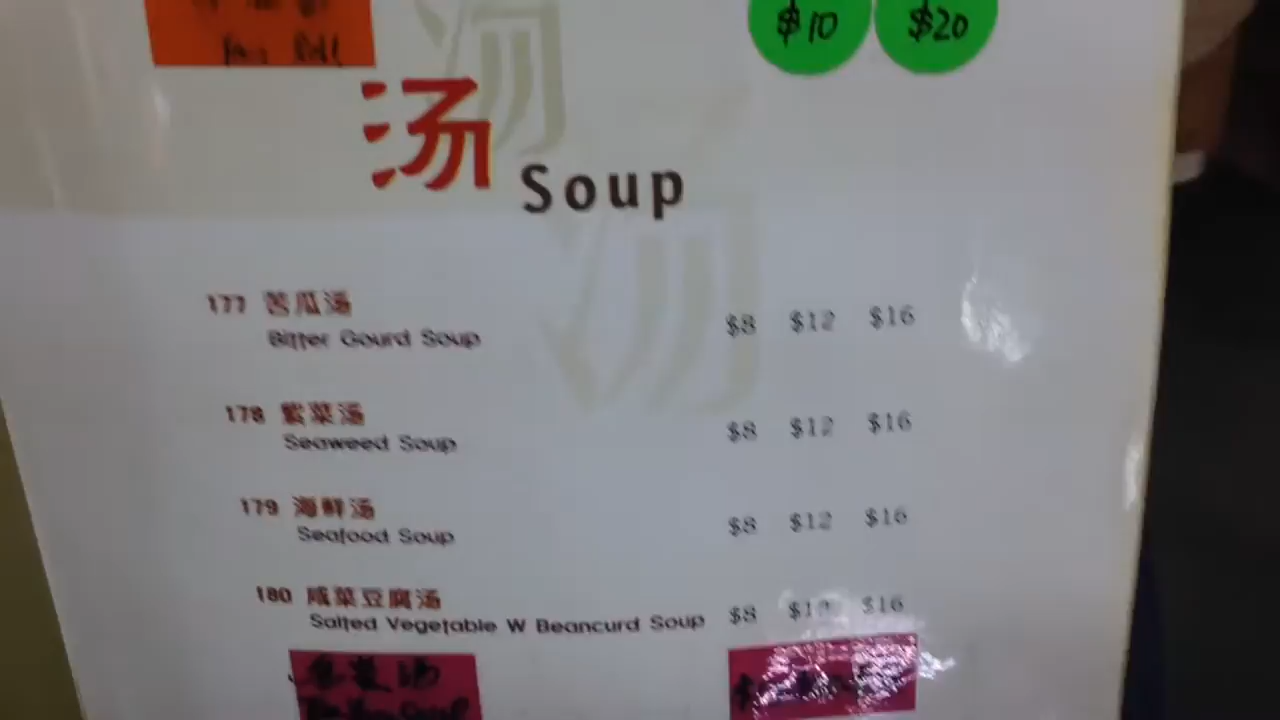 $10 $20
汤 Soup
177 苦瓜汤 $8 $12 $16
Bitter Gourd Soup
178 紫菜汤 $8 $12 $16
Seaweed Soup
179 海鲜汤 $8 $12 $16
Seafood Soup
180 咸菜豆腐汤 $8 $12 $16
Salted Vegetable W Beancurd Soup